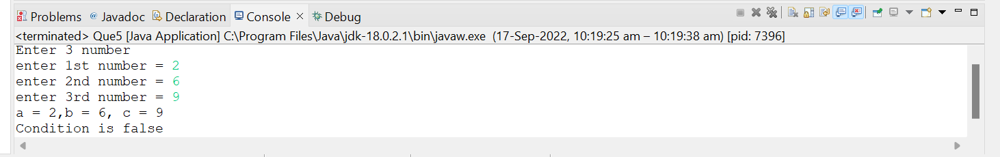 Problems @ Javadoc Declaration Console × Debug
<terminated> Que5 [Java Application] C:\Program Files\Java\jdk-18.0.2.1\bin\javaw.exe (17-Sep-2022, 10:19:25 am – 10:19:38 am) [pid: 7396]
Enter 3 number
enter 1st number = 2
enter 2nd number = 6
enter 3rd number = 9
a = 2,b = 6, c = 9
Condition is false